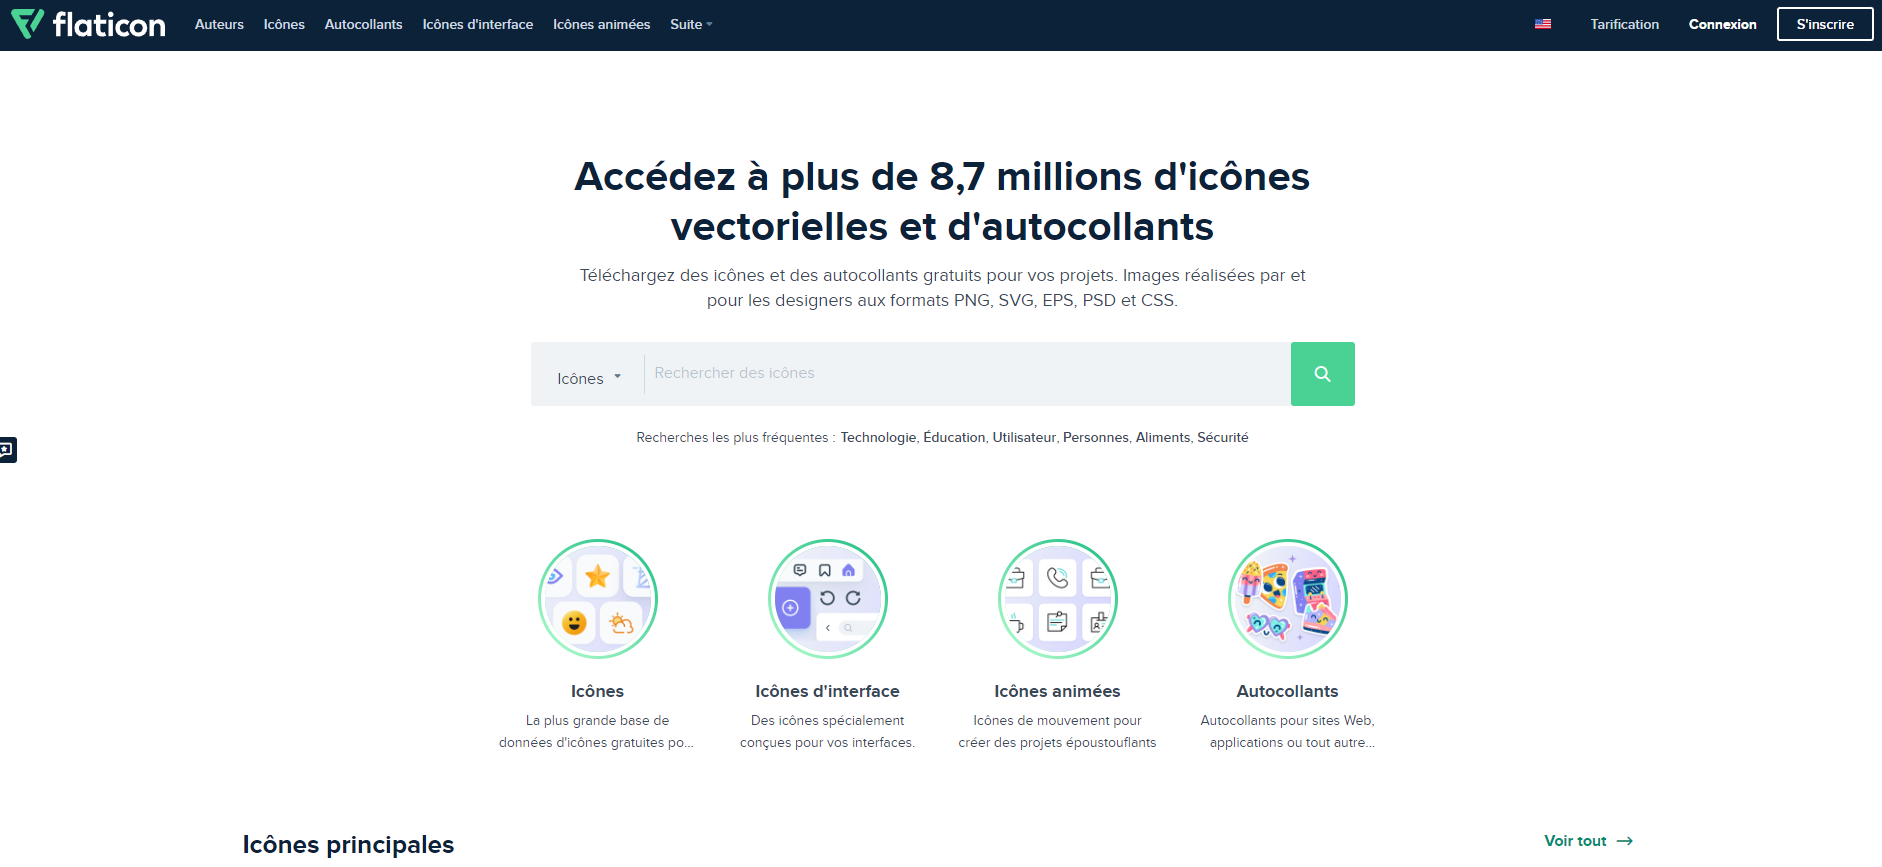 flaticon
Auteurs Icônes Autocollants Icônes d'interface Icônes animées Suite
Tarification Connexion S'inscrire
Accédez à plus de 8,7 millions d'icônes
vectorielles et d'autocollants
Téléchargez des icônes et des autocollants gratuits pour vos projets. Images réalisées par et
pour les designers aux formats PNG, SVG, EPS, PSD et CSS.
Icônes Rechercher des icônes
Recherches les plus fréquentes : Technologie, Éducation, Utilisateur, Personnes, Aliments, Sécurité
Icônes
La plus grande base de
données d'icônes gratuites po...
Icônes d'interface
Des icônes spécialement
conçues pour vos interfaces.
Icônes animées
Icônes de mouvement pour
créer des projets époustouflants
Autocollants
Autocollants pour sites Web,
applications ou tout autre...
Icônes principales
Voir tout →